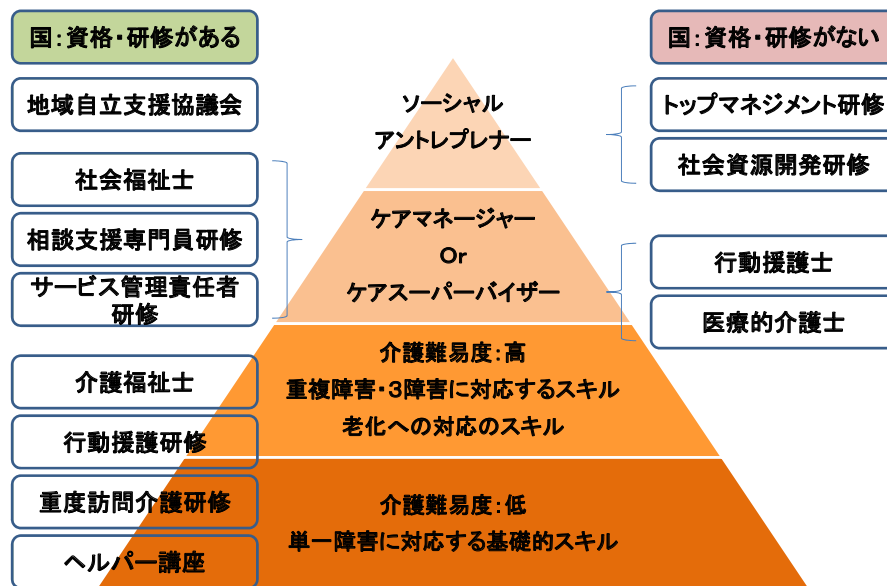 国：資格・研修がある
地域自立支援協議会
社会福祉士
相談支援専門員研修
サービス管理責任者
研修
介護福祉士
行動援護研修
重度訪問介護研修
ヘルパー講座
ソーシャル
アントレプレナー
ケアマネージャー
Or
ケアスーパーバイザー
介護難易度：高
重複障害・３障害に対応するスキル
老化への対応のスキル
介護難易度：低
単一障害に対応する基礎的スキル
国：資格・研修がない
トップマネジメント研修
社会資源開発研修
行動援護士
医療的介護士